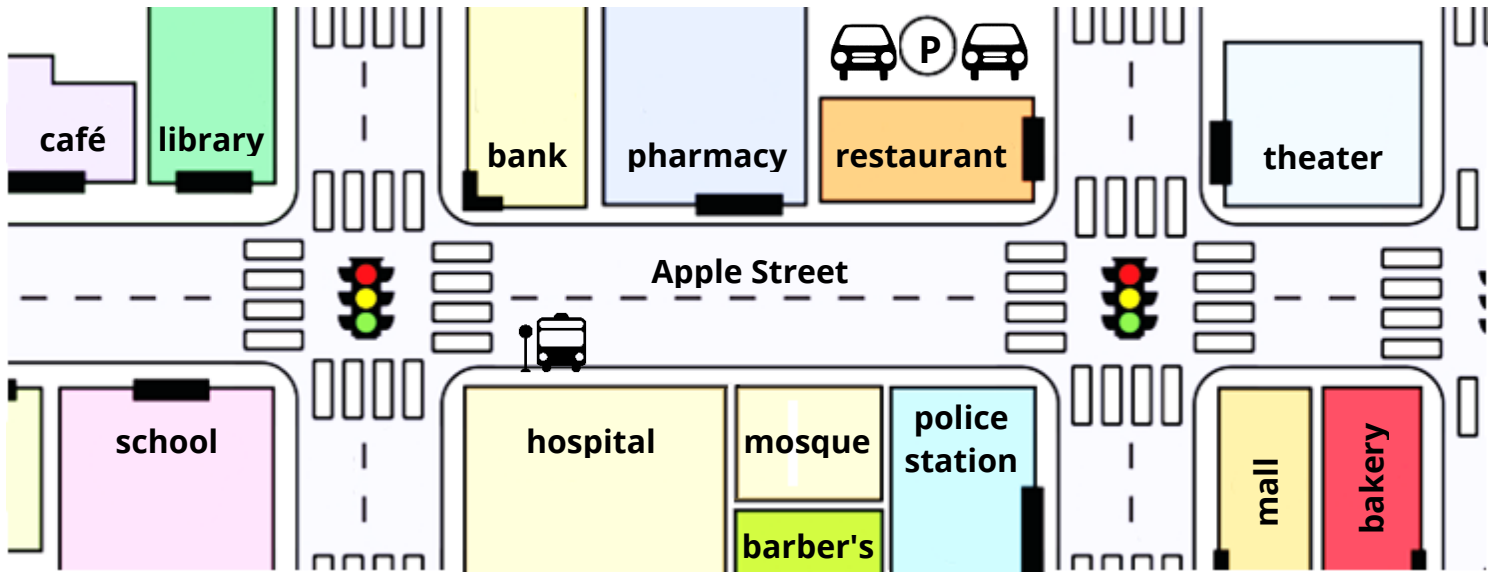 P
café
library
bank
pharmacy
restaurant
theater
Apple Street
school
hospital
mosque
police
station
barber's
mall
bakery